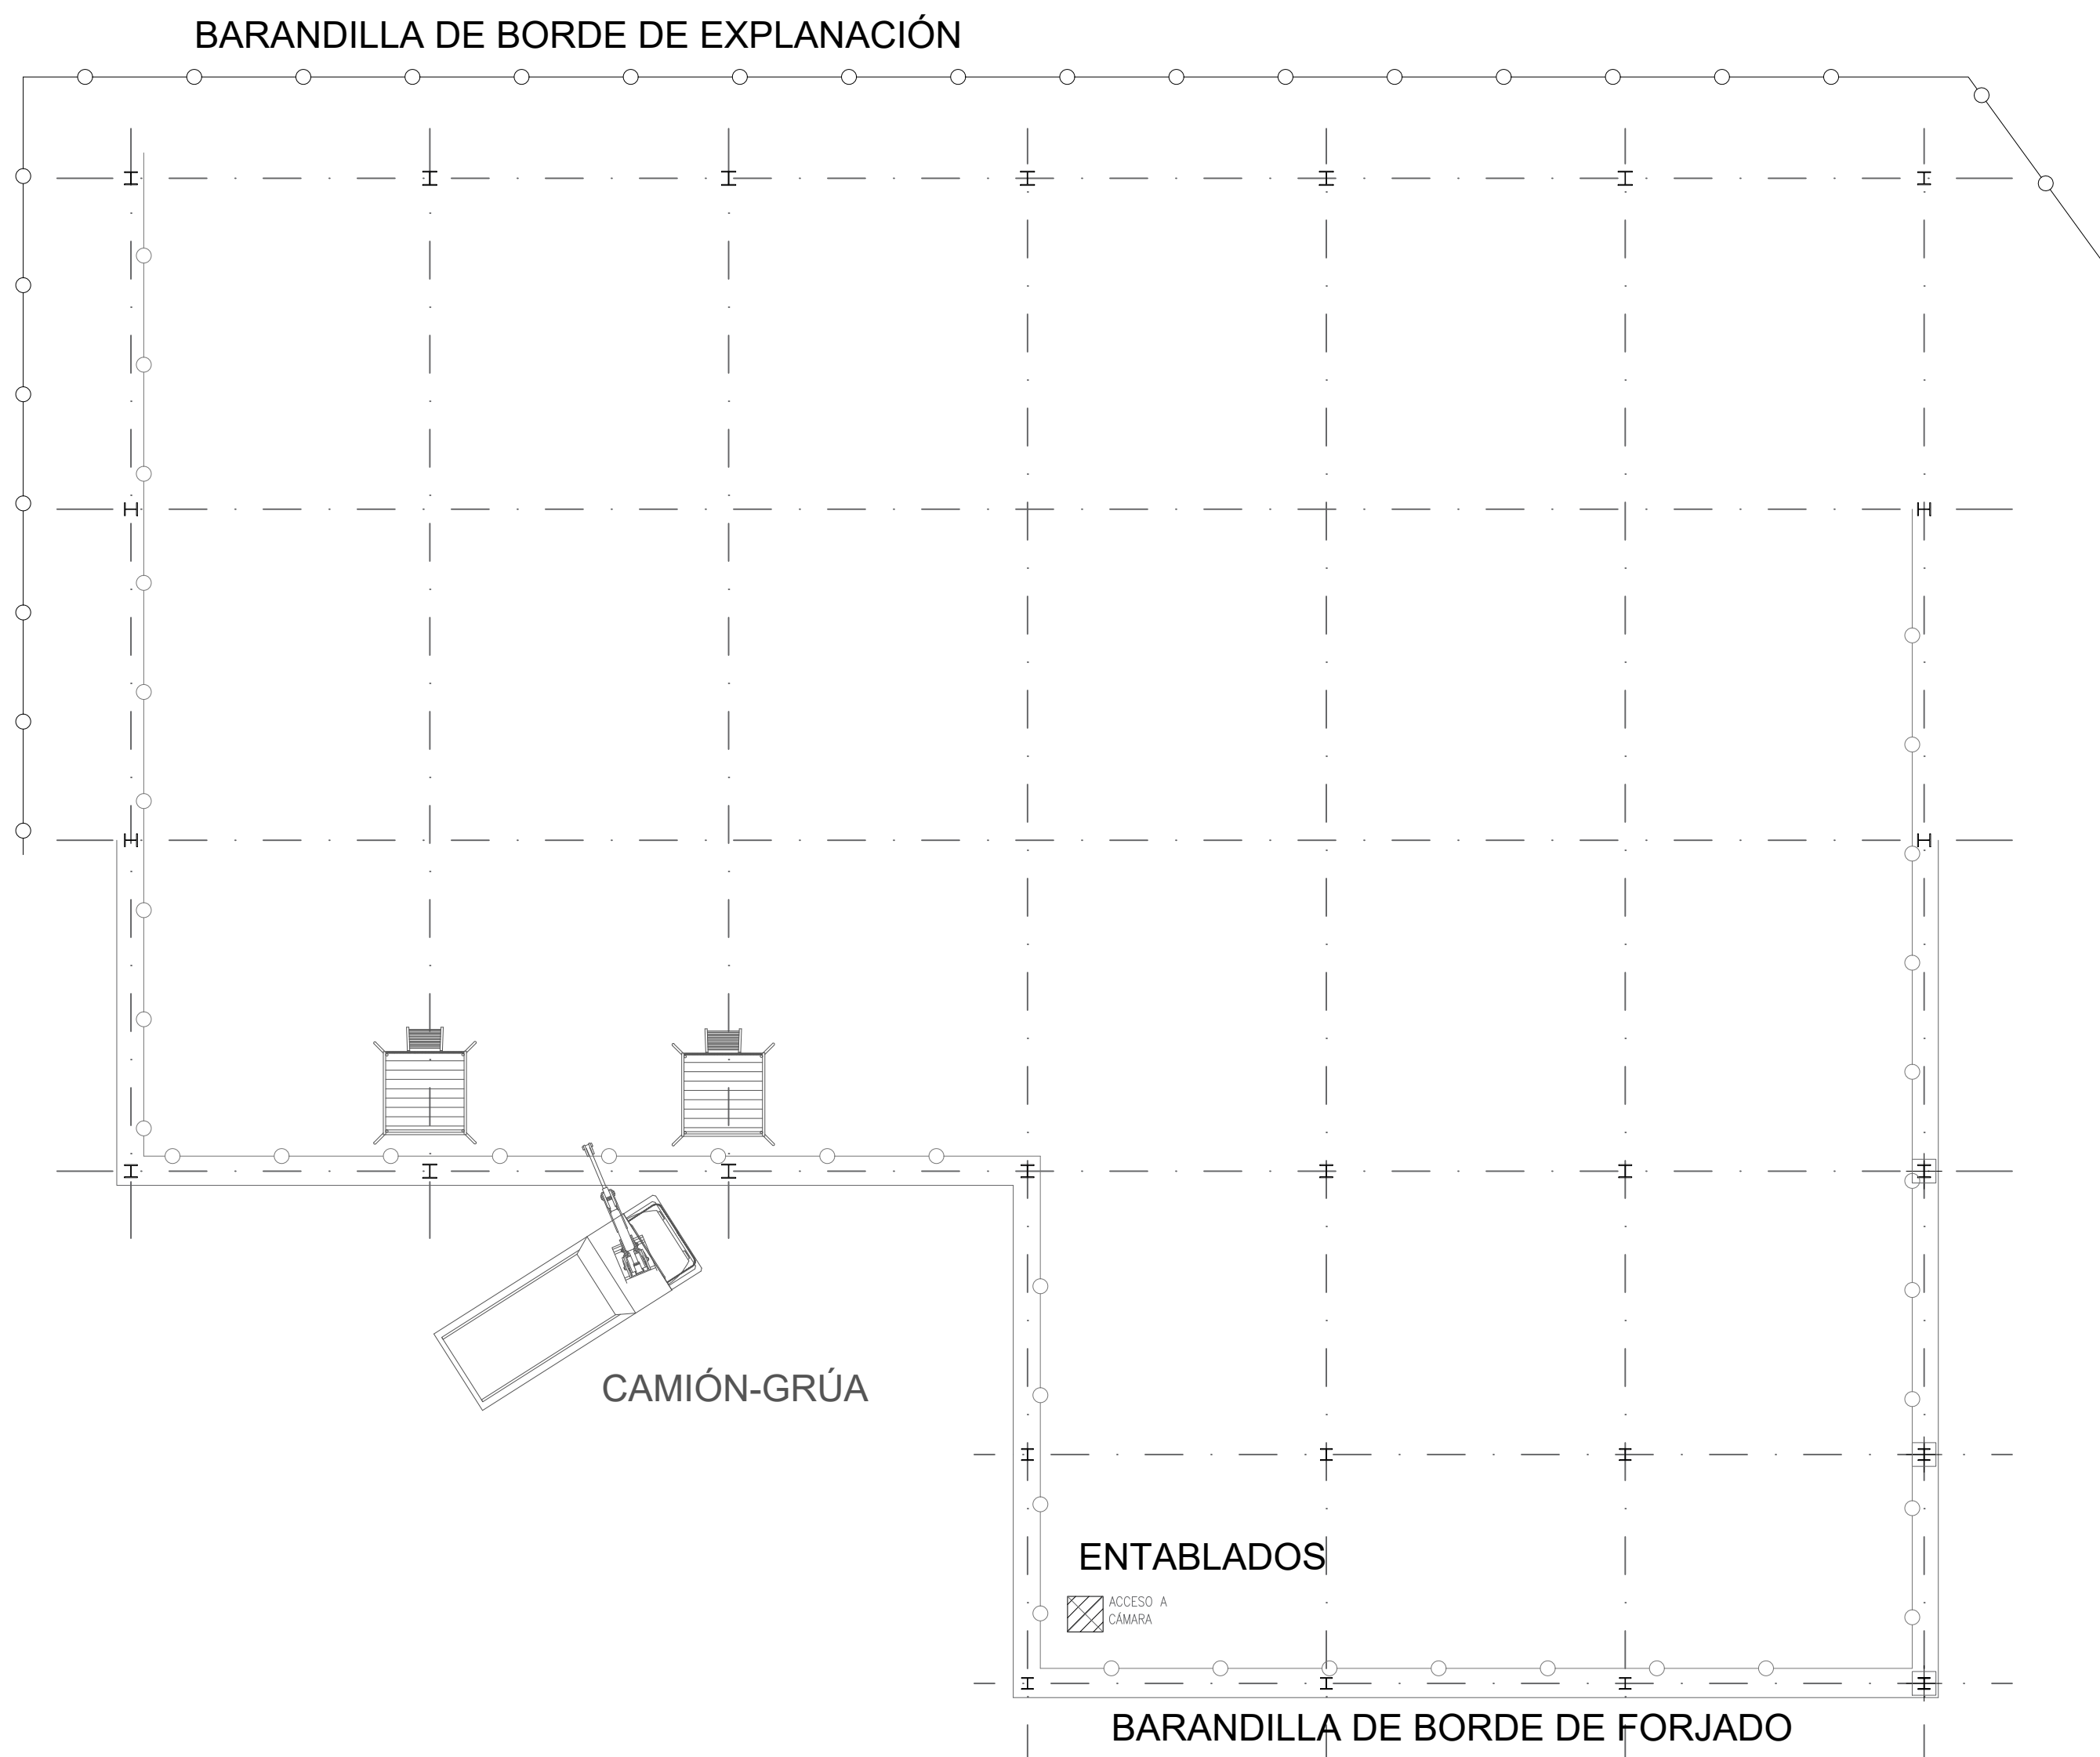 BARANDILLA DE BORDE DE EXPLANACIÓN
CAMIÓN-GRÚA
ENTABLADOS
ACCESO A
CÁMARA
BARANDILLA DE BORDE DE FORJADO